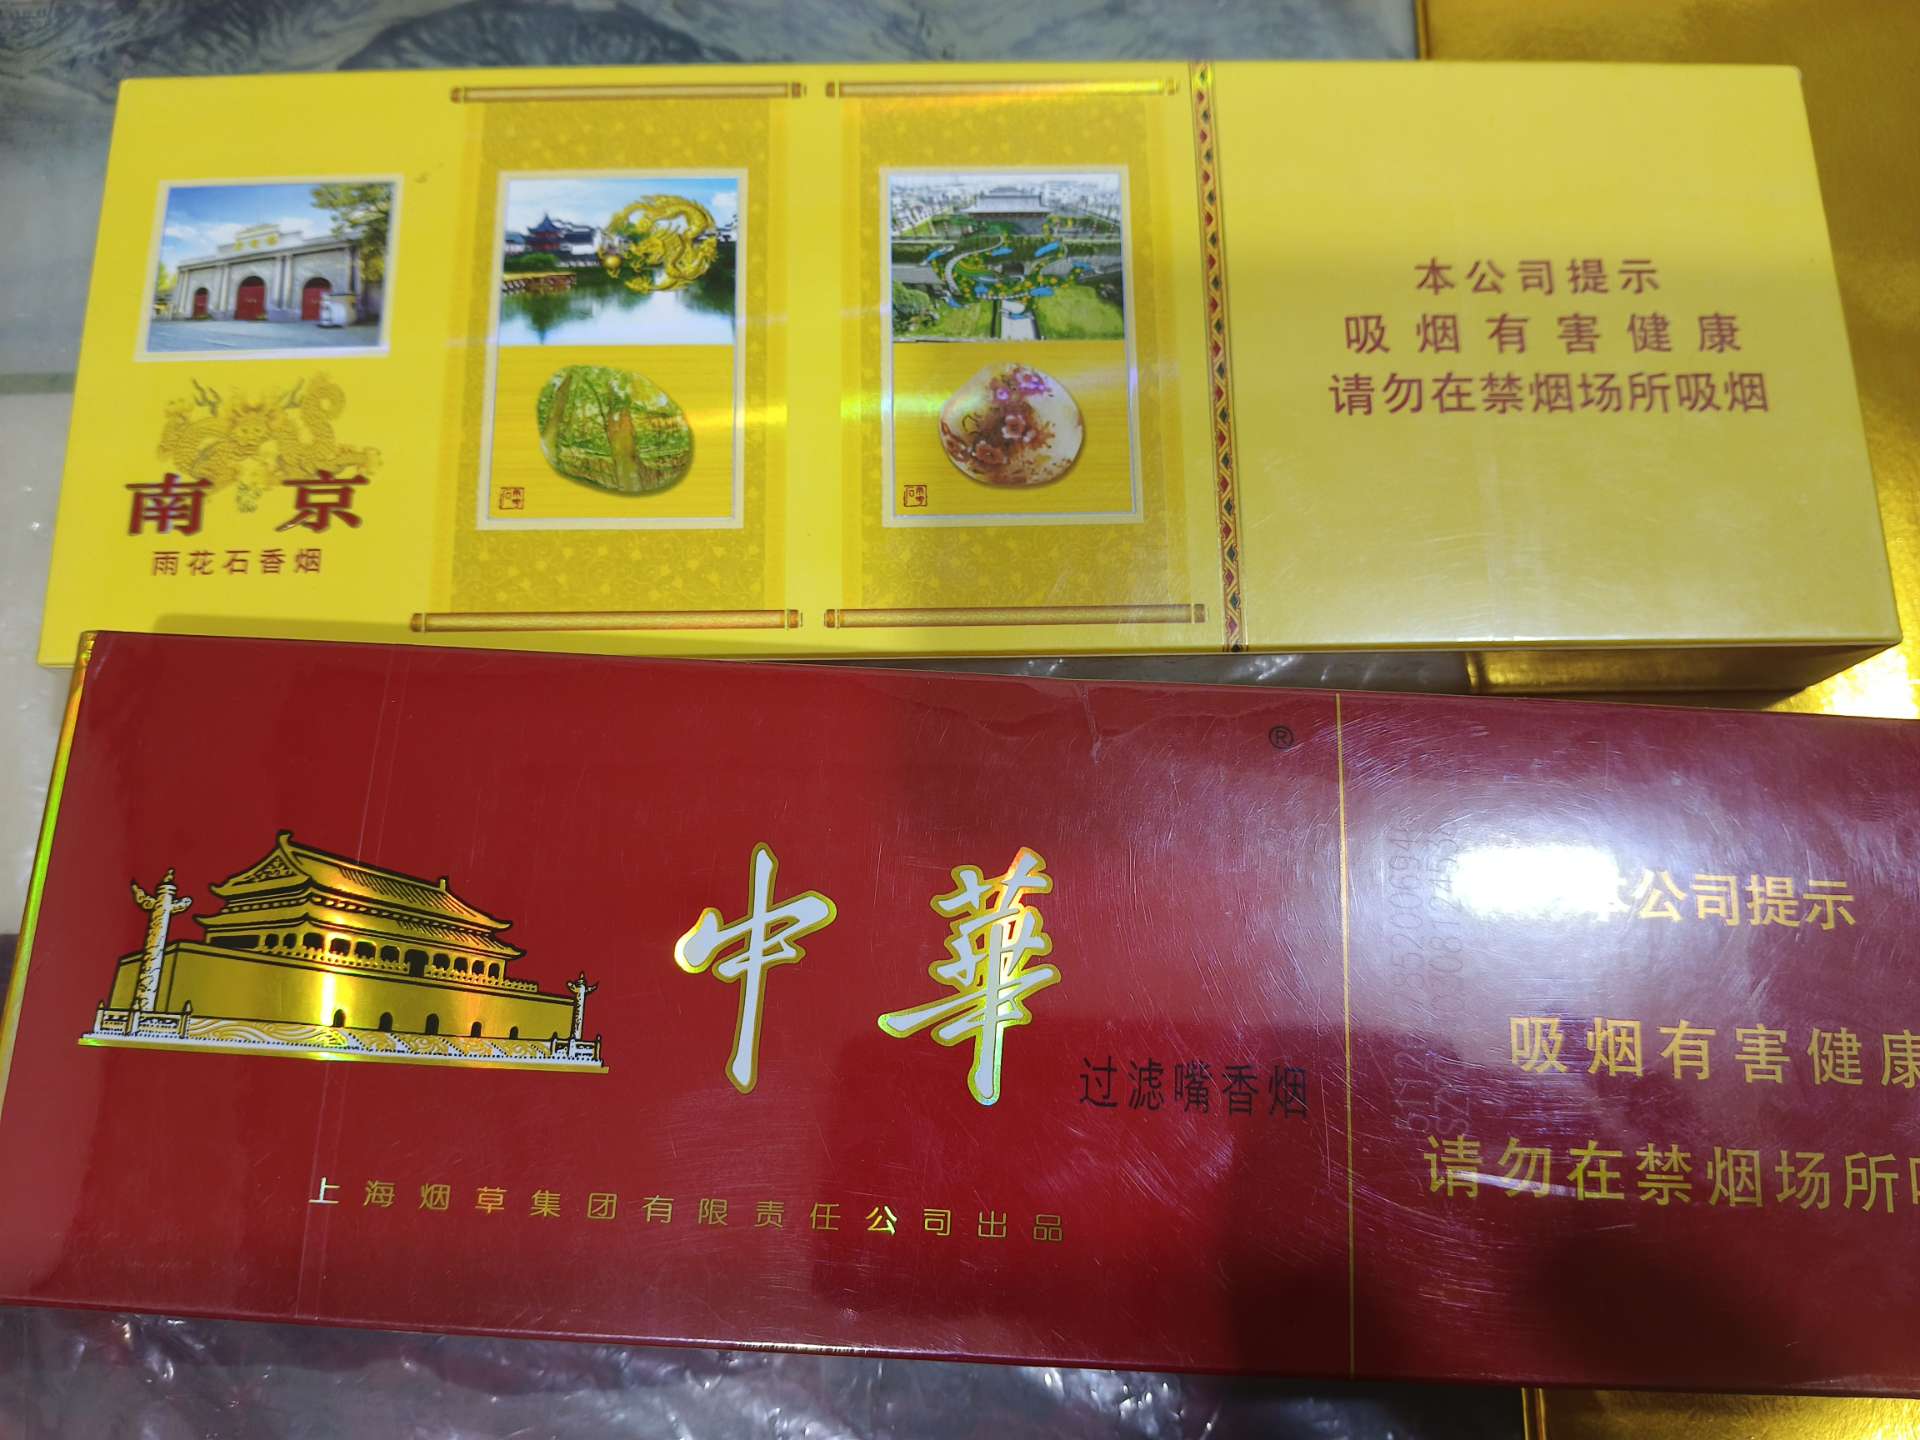 南京
雨花石香烟
本公司提示
吸烟有害健康
请勿在禁烟场所吸烟
®
中華
过滤嘴香烟
上海烟草集团有限责任公司出品
本公司提示
吸烟有害健康
请勿在禁烟场所